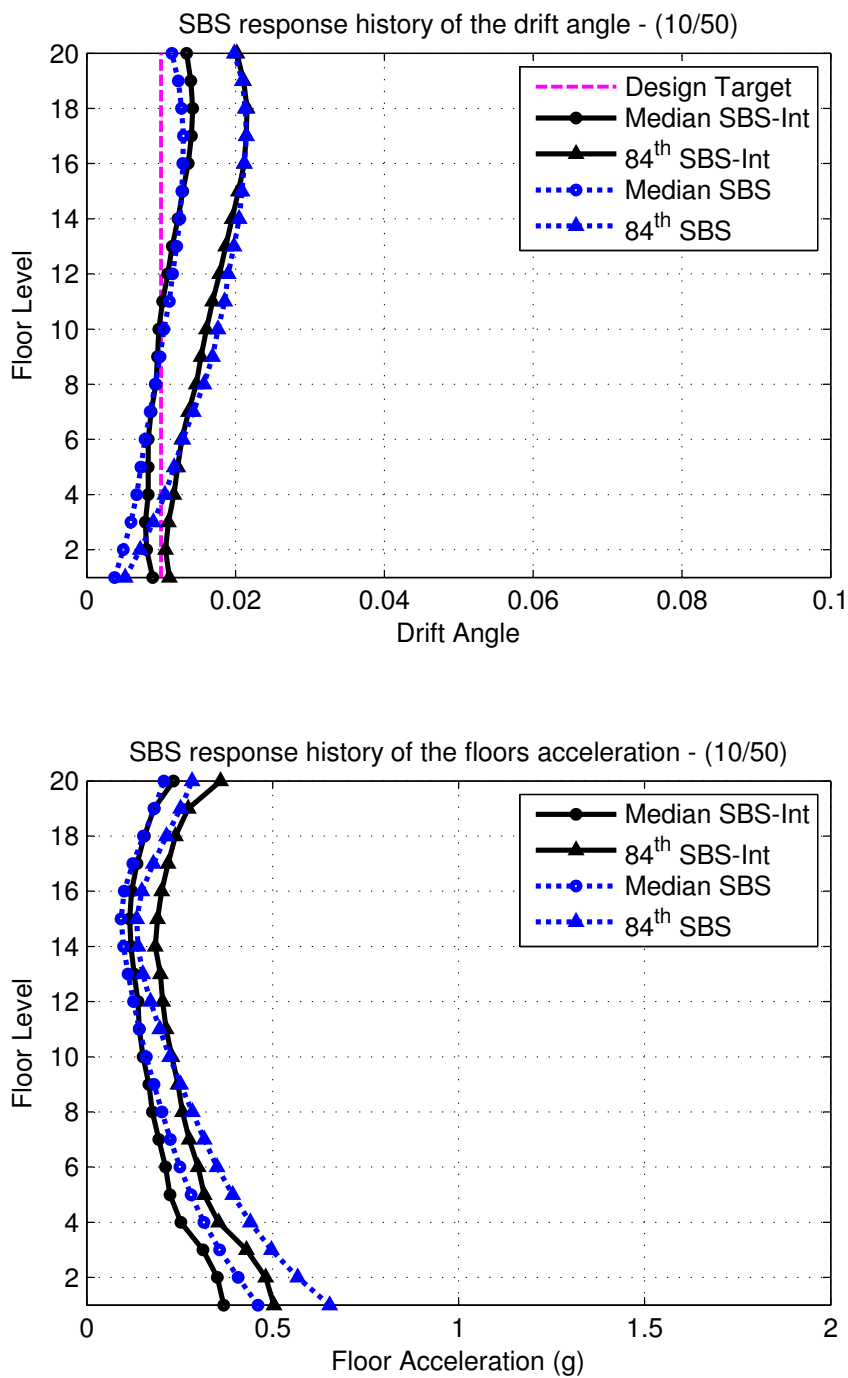 SBS response history of the drift angle - (10/50)
20
18
16
14
12
10
8
6
4
2
Floor Level
Design Target
Median SBS-Int
84th SBS-Int
Median SBS
84th SBS
0 0.02 0.04 0.06 0.08 0.1
Drift Angle
SBS response history of the floors acceleration - (10/50)
20
18
16
14
12
10
8
6
4
2
Floor Level
Median SBS-Int
84th SBS-Int
Median SBS
84th SBS
0 0.5 1 1.5 2
Floor Acceleration (g)